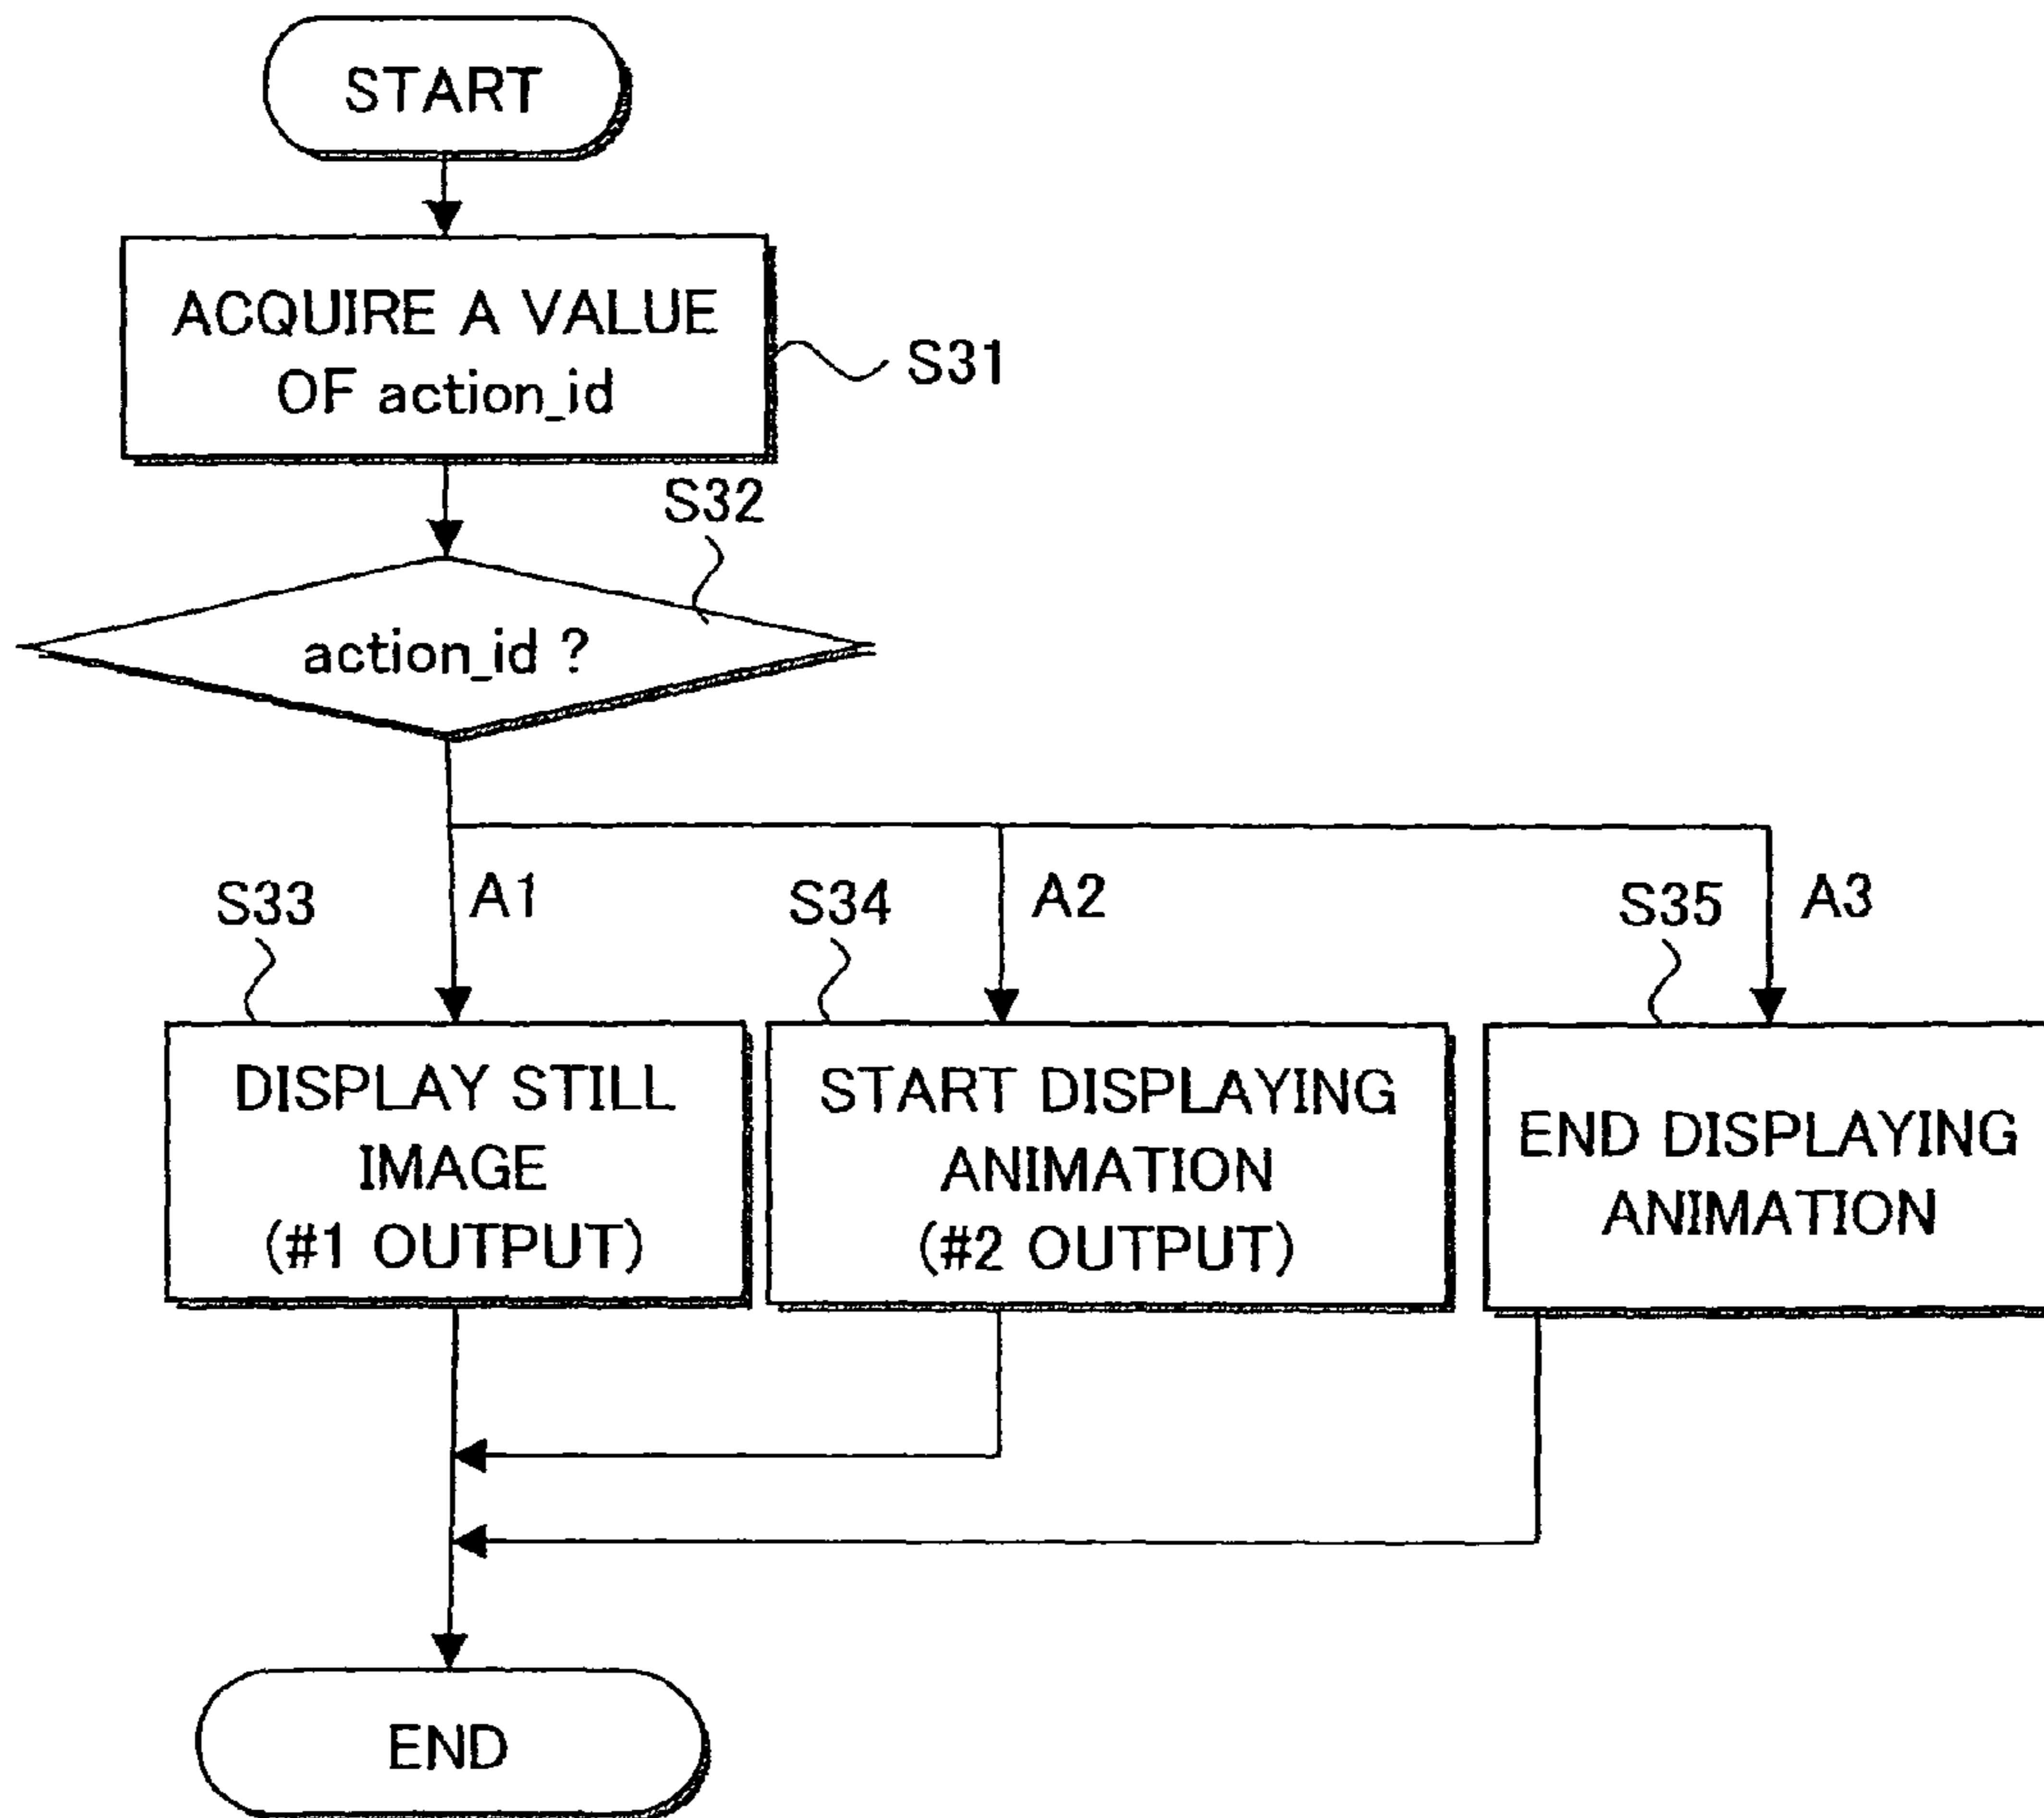 START
ACQUIRE A VALUE
OF action_id
S31
S32
action_id ?
S33
A1
S34
A2
S35
A3
DISPLAY STILL
IMAGE
(#1 OUTPUT)
START DISPLAYING
ANIMATION
(#2 OUTPUT)
END DISPLAYING
ANIMATION
END